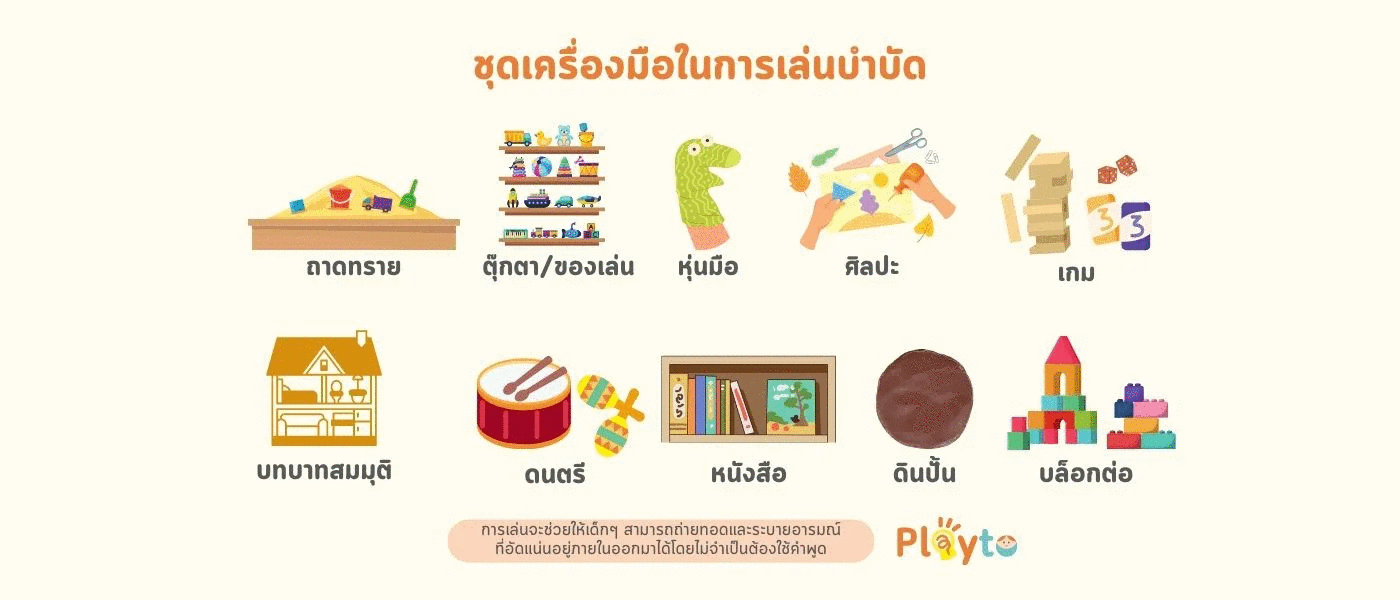 ชุดเครื่องมือในการเล่นบำบัด
ถาดทราย
ตุ๊กตา/ของเล่น
หุ่นมือ
ศิลปะ
3 3
เกม
บทบาทสมมุติ
ดนตรี
หนังสือ
ดินปั้น
บล็อกต่อ
การเล่นจะช่วยให้เด็กๆ สามารถถ่ายทอดและระบายอารมณ์
ที่อัดแน่นอยู่ภายในออกมาได้โดยไม่จำเป็นต้องใช้คำพูด
Playto